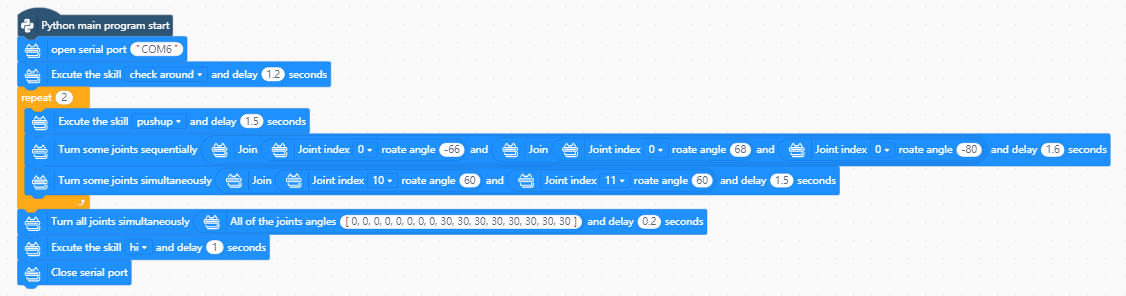 Python main program start
open serial port "COM6"
Excute the skill check around and delay 1.2 seconds
repeat 2
Excute the skill pushup and delay 1.5 seconds
Turn some joints sequentially Join Joint index 0 roate angle -66 and Join Joint index 0 roate angle 68 and Joint index 0 roate angle -80 and delay 1.6 seconds
Turn some joints simultaneously Join Joint index 10 roate angle 60 and Joint index 11 roate angle 60 and delay 1.5 seconds
Turn all joints simultaneously All of the joints angles [ 0, 0, 0, 0, 0, 0, 0, 0, 30, 30, 30, 30, 30, 30, 30, 30 ] and delay 0.2 seconds
Excute the skill hi and delay 1 seconds
Close serial port